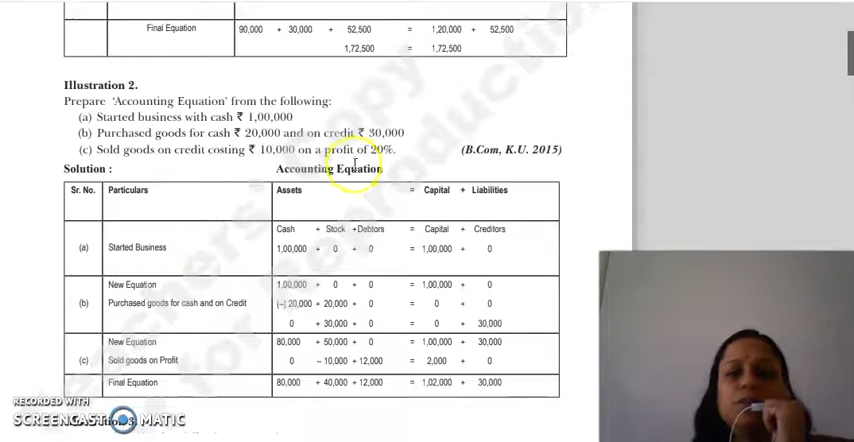 Final Equation 90,000 + 30,000 + 52,500 = 1,20,000 + 52,500
1,72,500 = 1,72,500
Illustration 2.
Prepare 'Accounting Equation' from the following:
(a) Started business with cash ₹ 1,00,000
(b) Purchased goods for cash ₹ 20,000 and on credit ₹ 30,000
(c) Sold goods on credit costing ₹ 10,000 on a profit of 20%. (B.Com, K.U. 2015)
Solution : Accounting Equation
Sr. No. Particulars Assets = Capital + Liabilities
Cash + Stock + Debtors = Capital + Creditors
(a) Started Business 1,00,000 + 0 + 0 = 1,00,000 + 0
New Equation 1,00,000 + 0 + 0 = 1,00,000 + 0
(b) Purchased goods for cash and on Credit (–) 20,000 + 20,000 + 0 = 0 + 0
0 + 30,000 + 0 = 0 + 30,000
New Equation 80,000 + 50,000 + 0 = 1,00,000 + 30,000
(c) Sold goods on Profit 0 – 10,000 + 12,000 = 2,000 + 0
Final Equation 80,000 + 40,000 + 12,000 = 1,02,000 + 30,000
RECORDED WITH
SCREENCAST MATIC